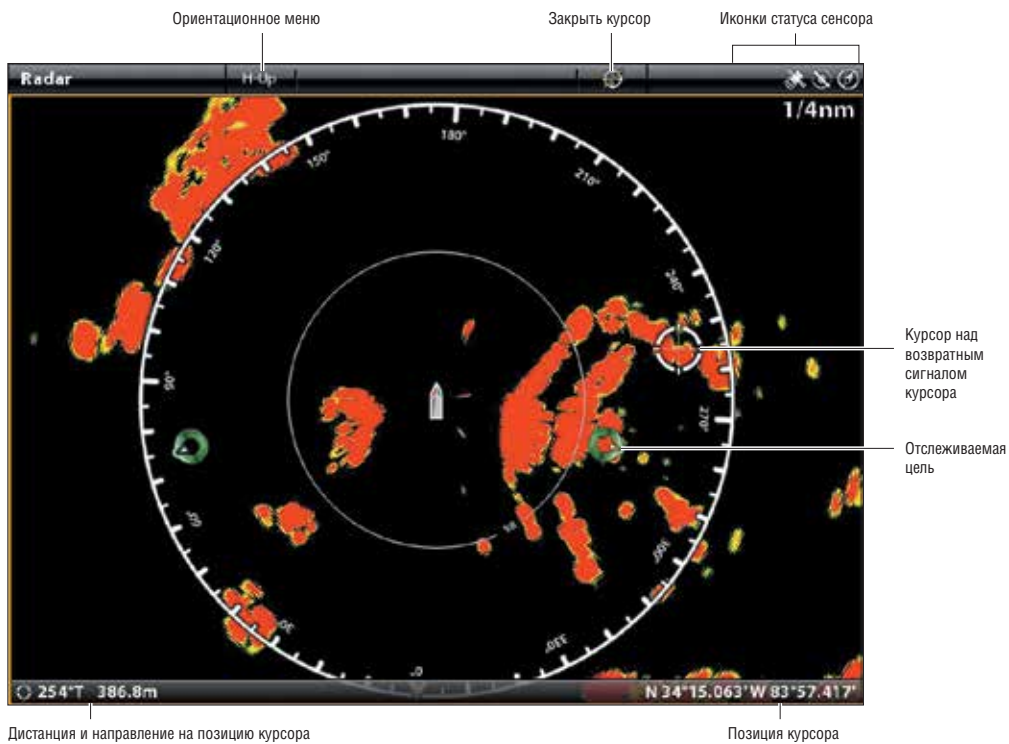 Ориентационное меню
Закрыть курсор
Иконки статуса сенсора
Radar
H-Up
1/4nm
180°
150°
210°
120°
240°
90°
270°
60°
300°
30°
330°
0°
Курсор над
возвратным
сигналом
курсора
Отслеживаемая
цель
254°T 386.8m
N 34°15.063'W 83°57.417'
Дистанция и направление на позицию курсора
Позиция курсора